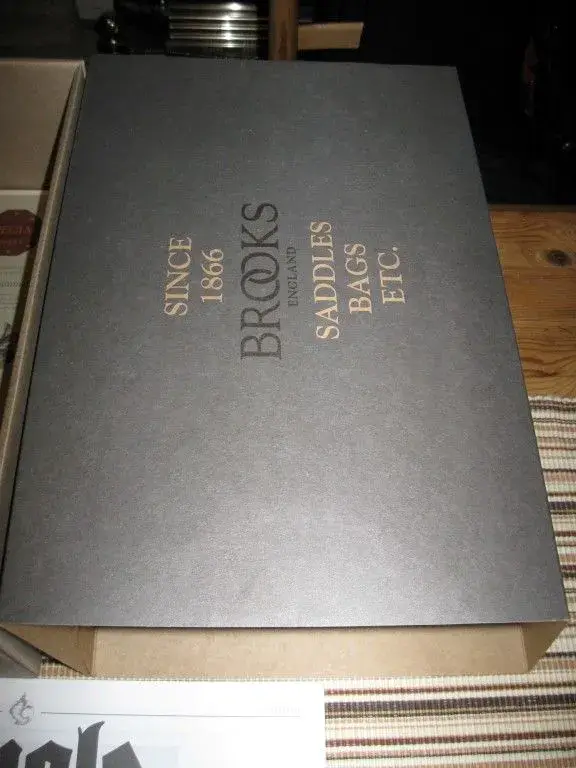 SINCE
1866
BROOKS
ENGLAND
SADDLES
BAGS
ETC.